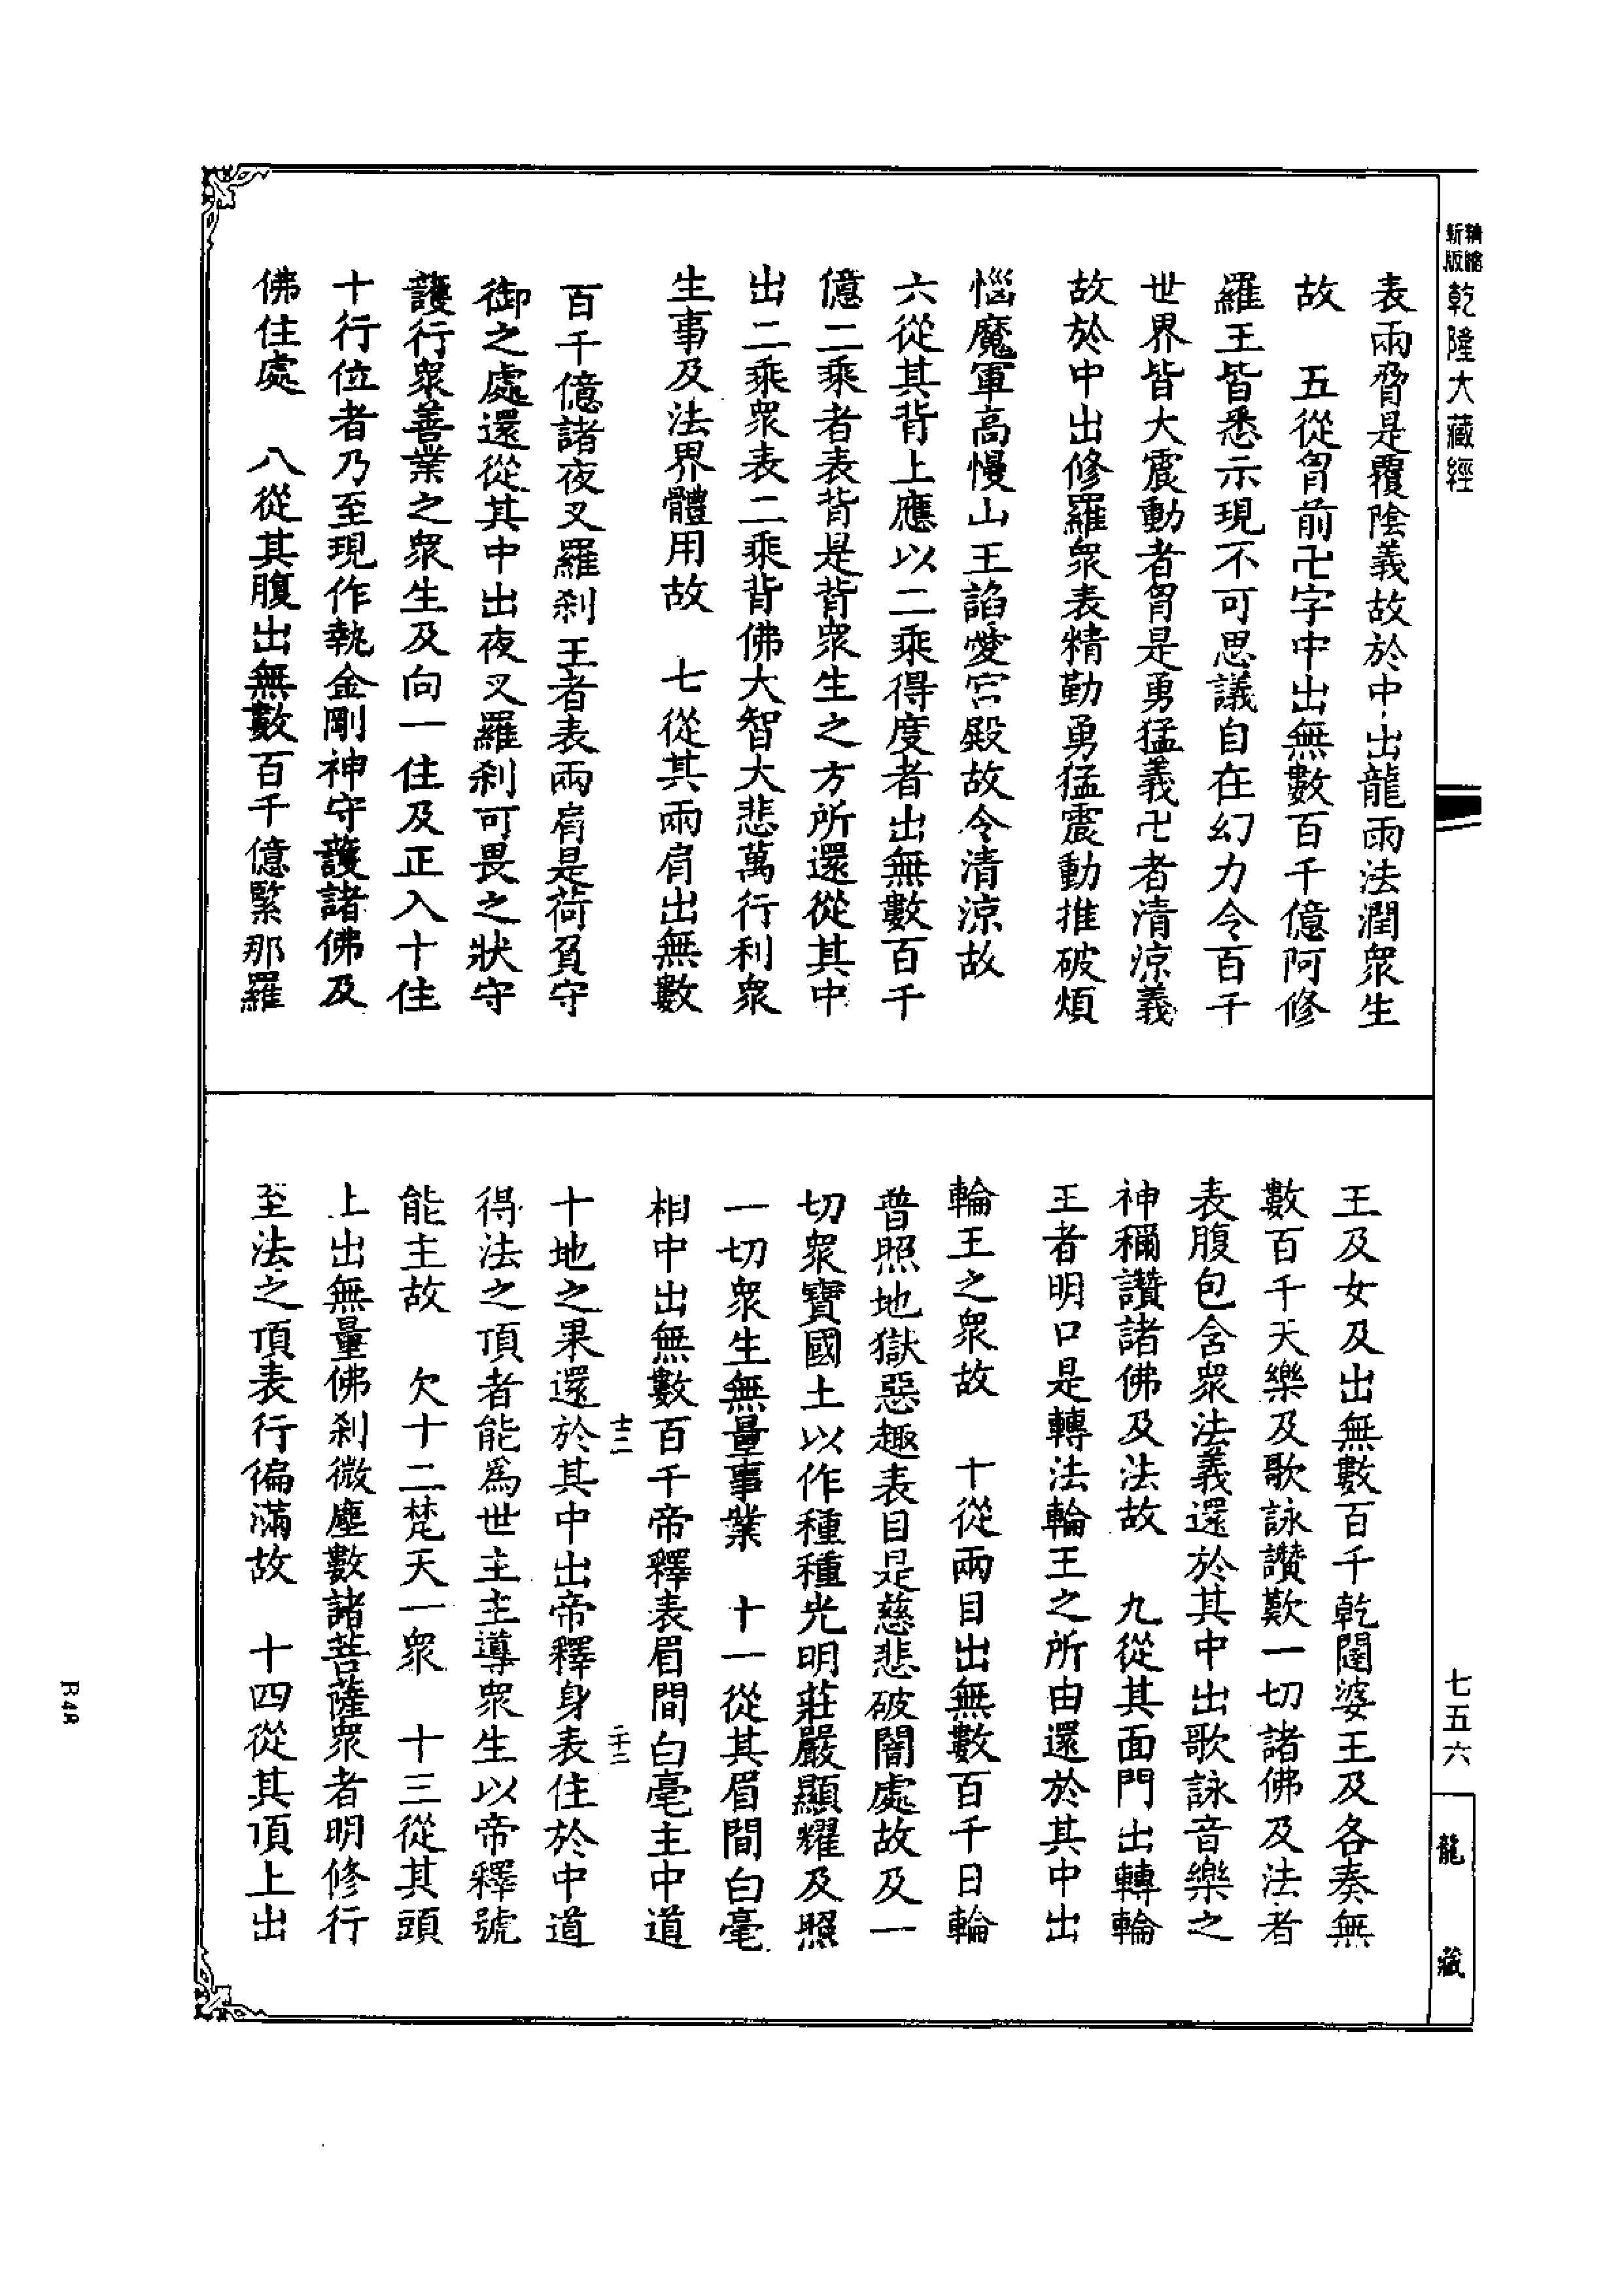 精縮
新版
乾隆大藏經
表兩脅是覆陰義故於中出龍雨法潤衆生
故　五從胷前卍字中出無數百千億阿修
羅王皆悉示現不可思議自在幻力令百千
世界皆大震動者胷是勇猛義卍者清涼義
故於中出修羅衆表精勤勇猛震動推破煩
惱魔軍高慢山王諂愛宮殿故令清涼故
六從其背上應以二乘得度者出無數百千
億二乘者表背是背衆生之方所還從其中
出二乘衆表二乘背佛大智大悲萬行利衆
生事及法界體用故　七從其兩肩出無數
百千億諸夜叉羅刹王者表兩肩是荷負守
御之處還從其中出夜叉羅刹可畏之狀守
護行衆善業之衆生及向一住及正入十住
十行位者乃至現作執金剛神守護諸佛及
佛住處　八從其腹出無數百千億緊那羅
王及女及出無數百千乾闥婆王及各奏無
數百千天樂及歌詠讚歎一切諸佛及法者
表腹包含衆法義還於其中出歌詠音樂之
神稱讚諸佛及法故　九從其面門出轉輪
王者明口是轉法輪王之所由還於其中出
輪王之衆故　十從兩目出無數百千日輪
普照地獄惡趣表目是慈悲破闇處故及一
切衆寶國土以作種種光明莊嚴顯耀及照
一切衆生無量事業　十一從其眉間白毫
相中出無數百千帝釋表眉間白毫主中道
十二
二十二
十地之果還於其中出帝釋身表住於中道
得法之頂者能爲世主主導衆生以帝釋號
能主故　欠十二梵天一衆　十三從其頭
上出無量佛刹微塵數諸菩薩衆者明修行
至法之頂表行徧滿故　十四從其頂上出
七五六
龍
藏
R48